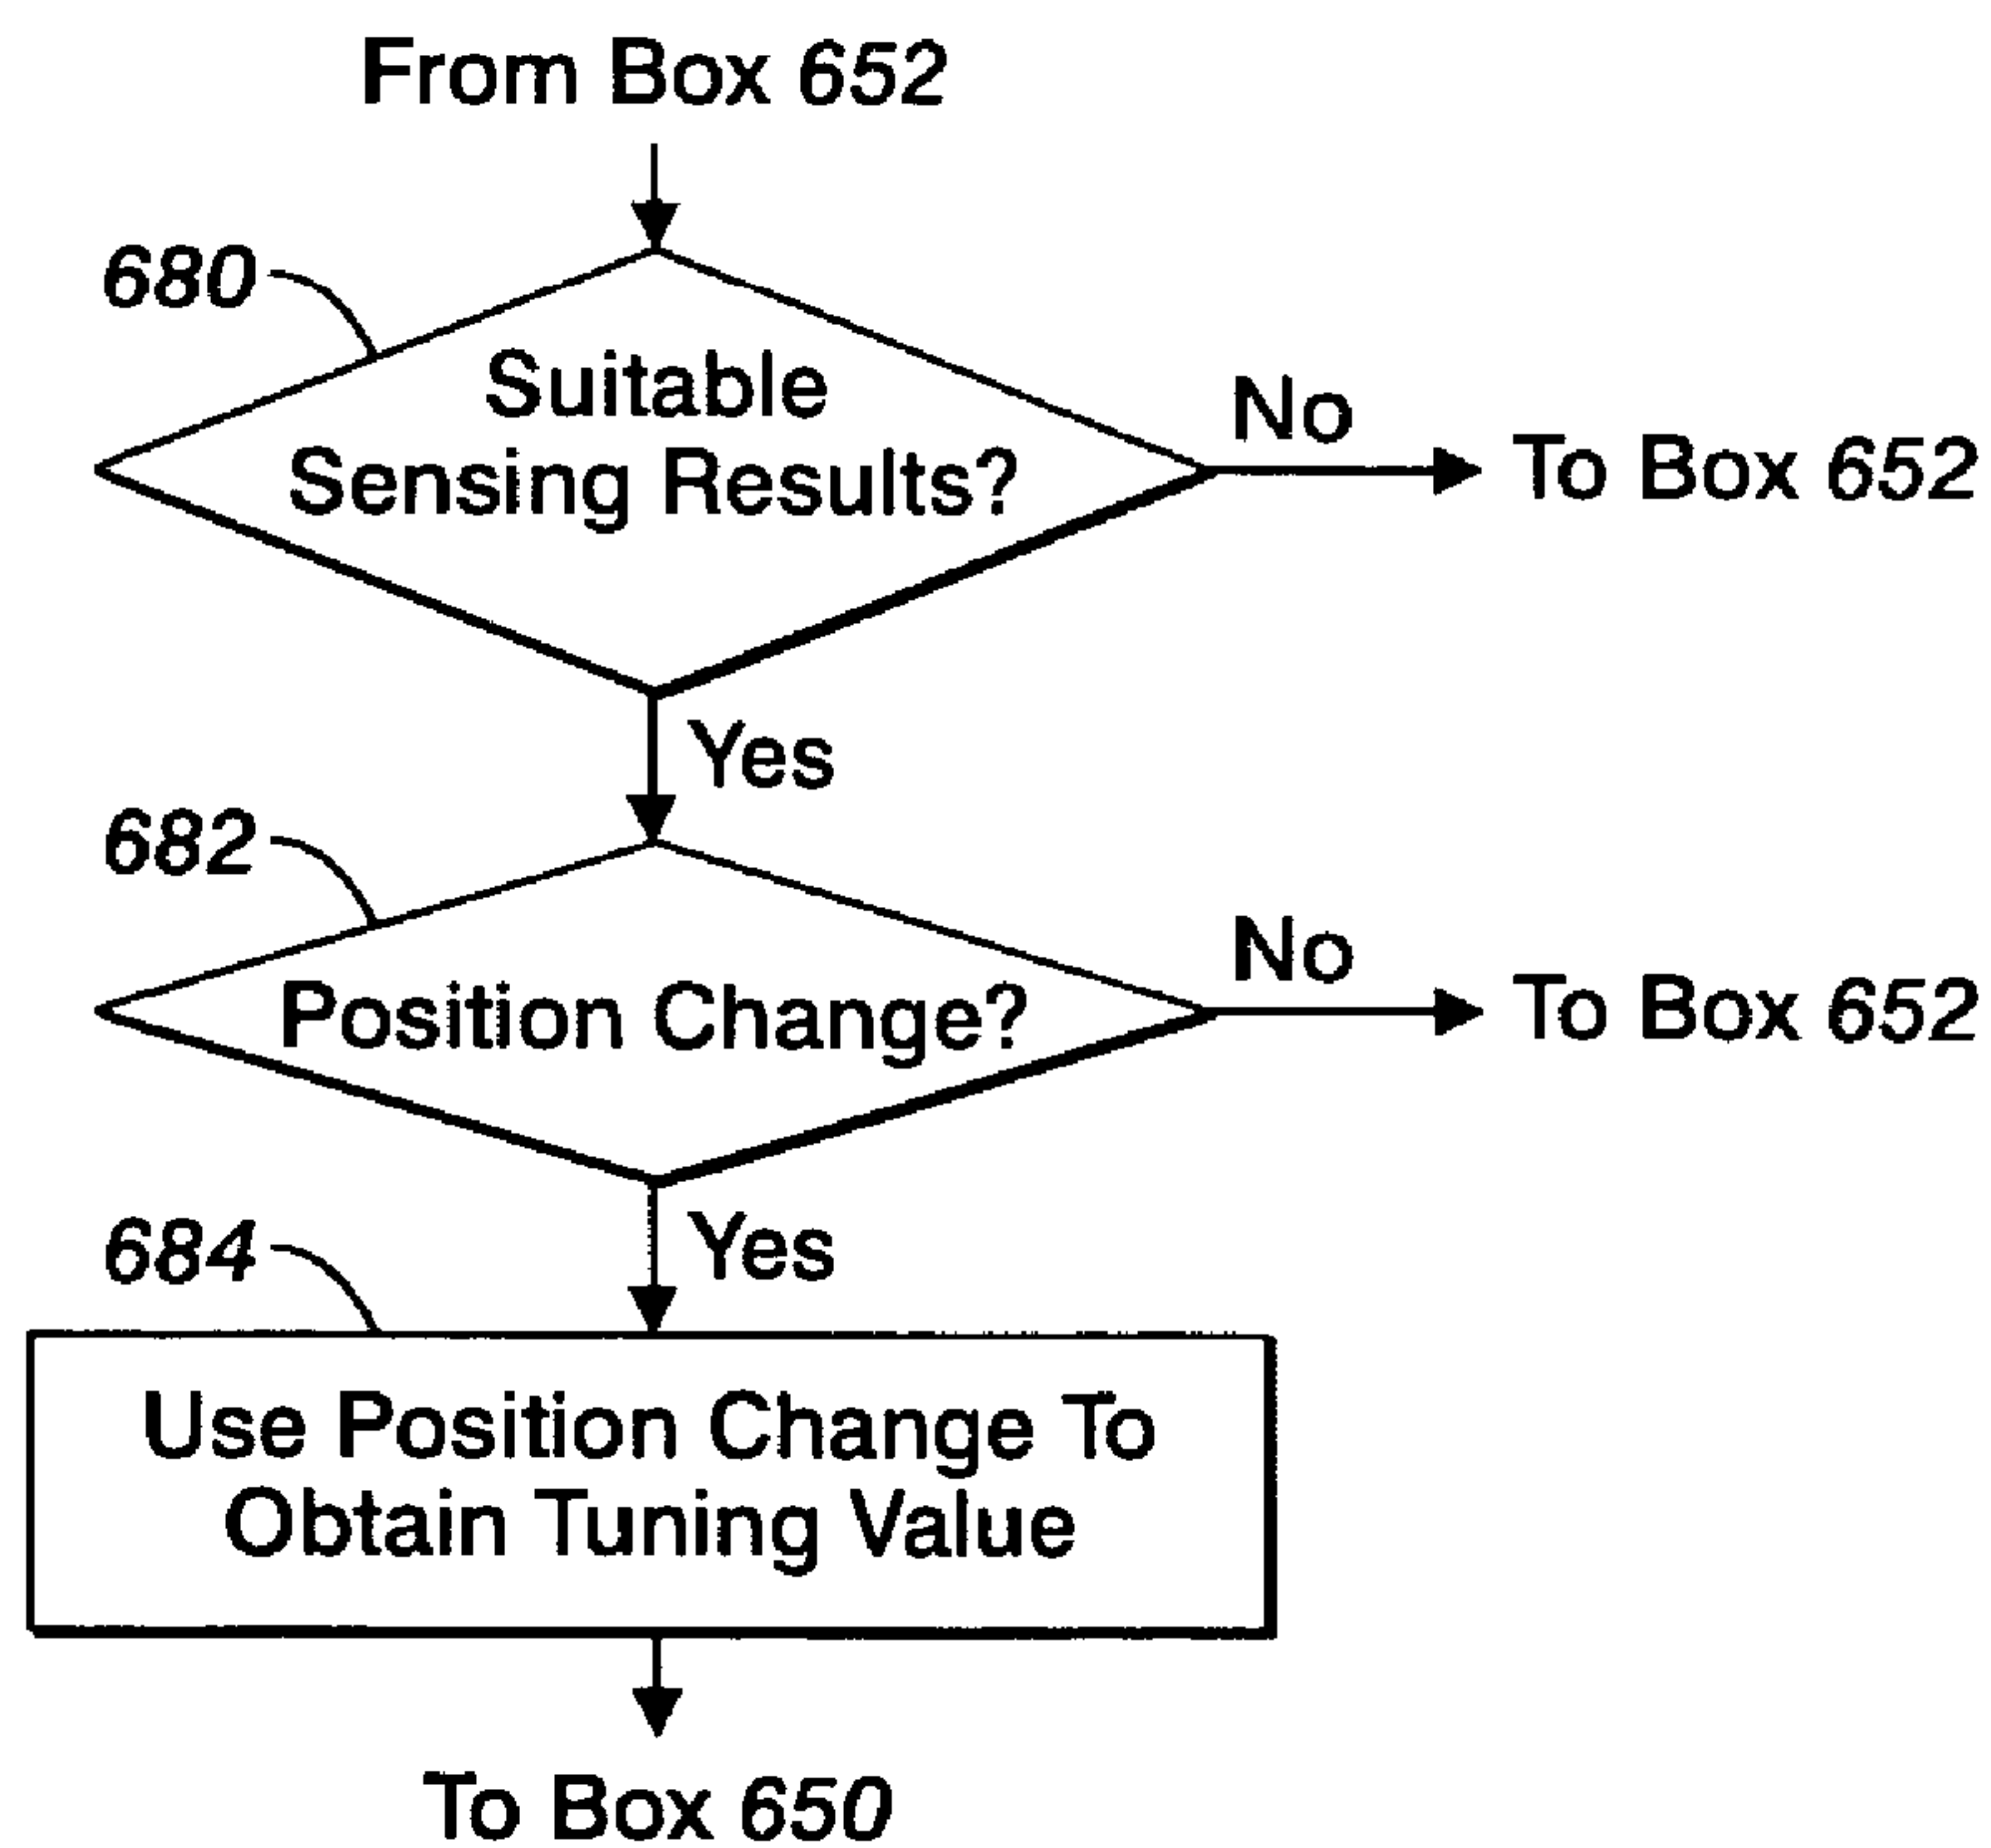 From Box 652
680
Suitable
Sensing Results?
No
To Box 652
Yes
682
Position Change?
No
To Box 652
Yes
684
Use Position Change To
Obtain Tuning Value
To Box 650